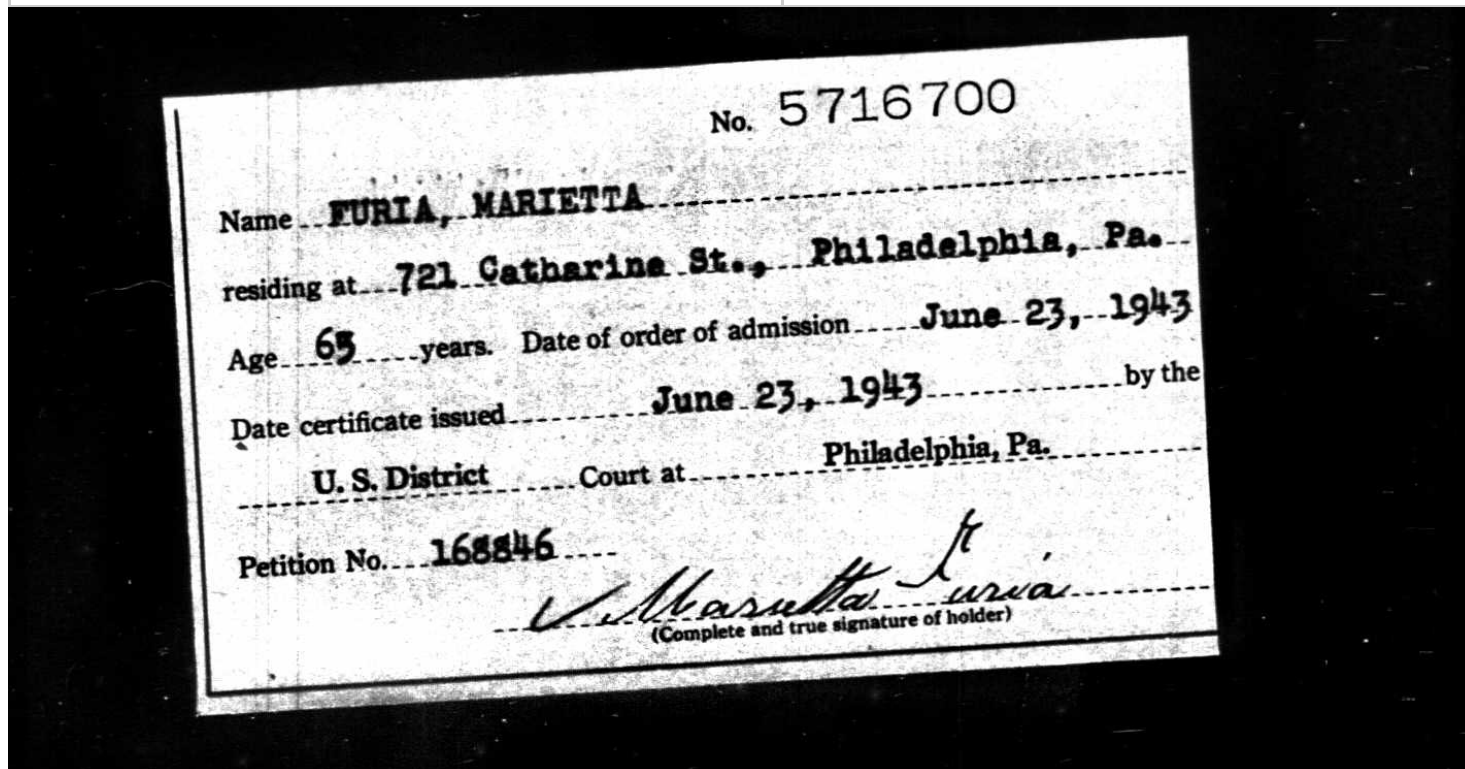 No. 5716700
Name FURIA, MARIETTA
residing at 721 Catharine St., Philadelphia, Pa.
Age 65 years. Date of order of admission June 23, 1943
Date certificate issued June 23, 1943 by the
U. S. District Court at Philadelphia, Pa.
Petition No. 168846
Marietta Furia
(Complete and true signature of holder)